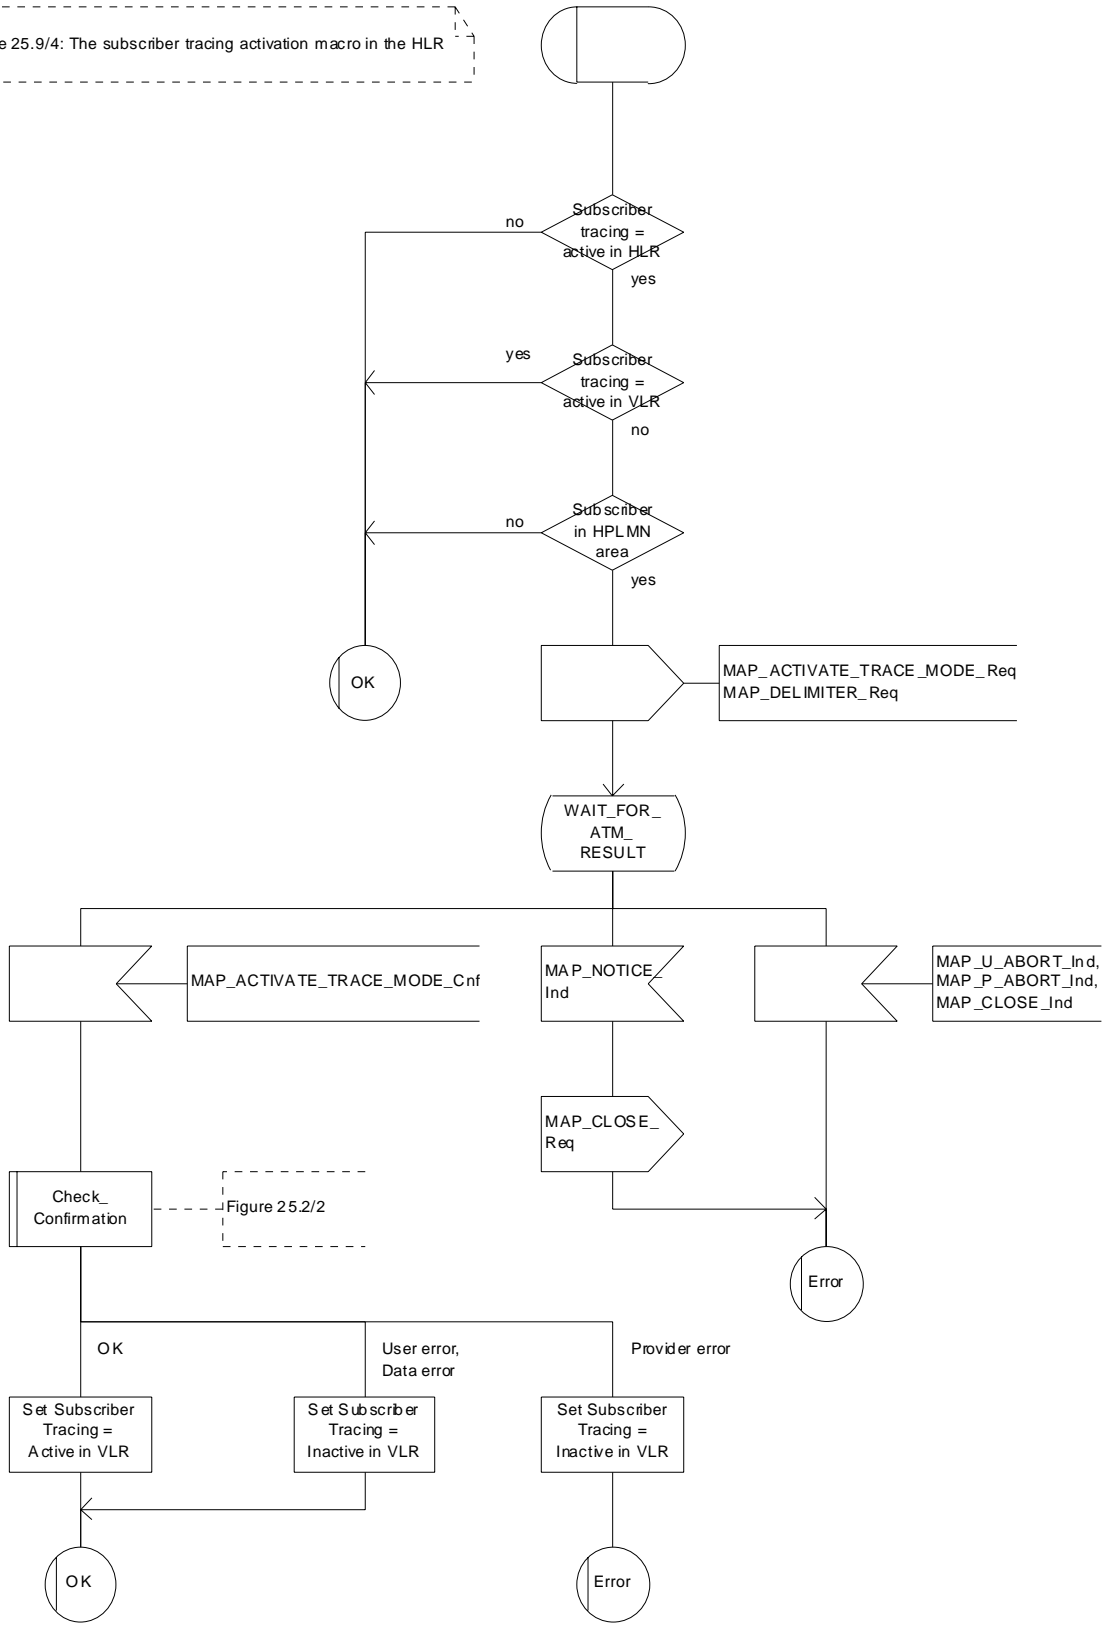 e 25.9/4: The subscriber tracing activation macro in the HLR
Subscriber
tracing =
active in HLR
no
yes
Subscriber
tracing =
active in VLR
yes
no
Subscriber
in HPLMN
area
no
yes
OK
MAP_ACTIVATE_TRACE_MODE_Req
MAP_DELIMITER_Req
WAIT_FOR_
ATM_
RESULT
MAP_ACTIVATE_TRACE_MODE_Cnf
MAP_NOTICE_
Ind
MAP_U_ABORT_Ind,
MAP_P_ABORT_Ind,
MAP_CLOSE_Ind
MAP_CLOSE_
Req
Check_
Confirmation
Figure 25.2/2
Error
OK
User error,
Data error
Provider error
Set Subscriber
Tracing =
Active in VLR
Set Subscriber
Tracing =
Inactive in VLR
Set Subscriber
Tracing =
Inactive in VLR
OK
Error